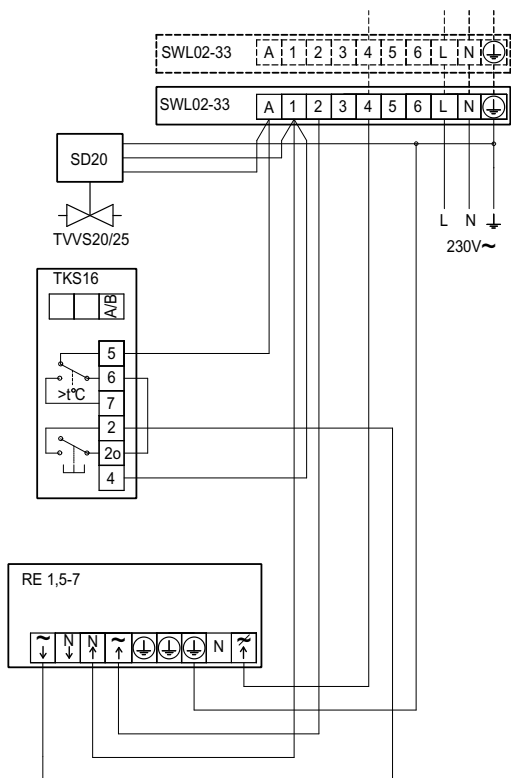 SWL02-33 A 1 2 3 4 5 6 L N
SWL02-33 A 1 2 3 4 5 6 L N
SD20
TVVS20/25
L N
230V~
TKS16
A/B
5
6
>t°C
7
2
2o
4
RE 1,5-7
~ N N ~ N ~